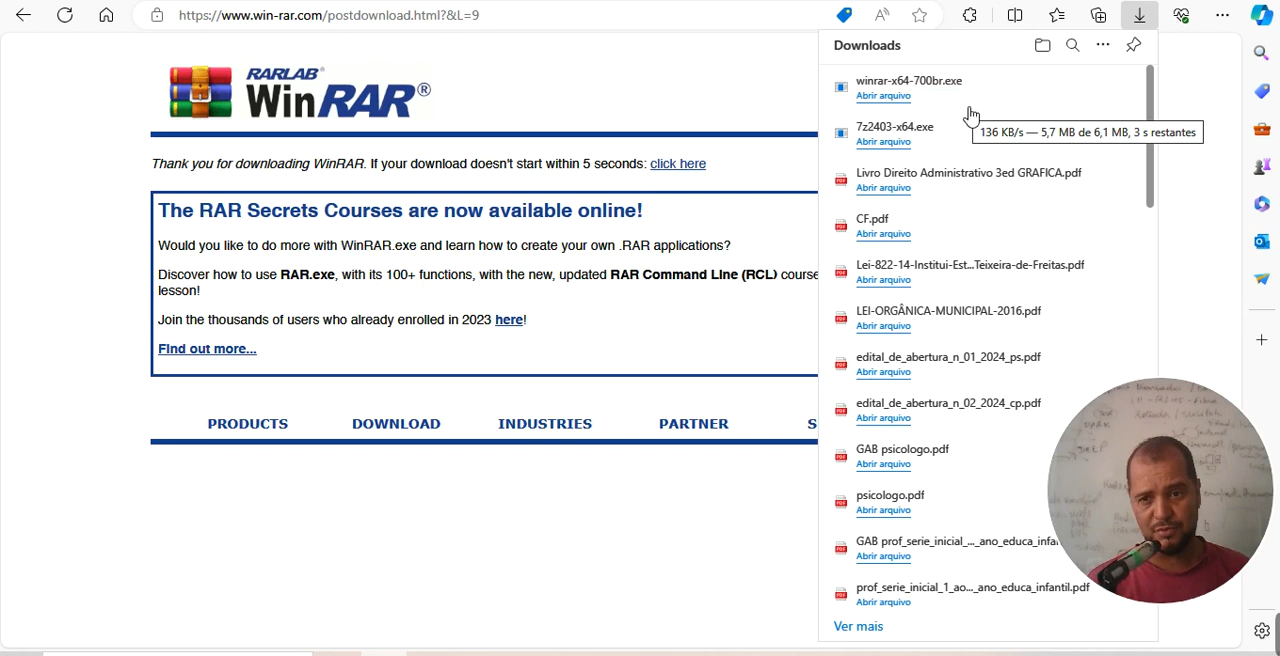 https://www.win-rar.com/postdownload.html?&L=9
Downloads
RARLAB®
WinRAR®
Thank you for downloading WinRAR. If your download doesn't start within 5 seconds: click here
The RAR Secrets Courses are now available online!
Would you like to do more with WinRAR.exe and learn how to create your own .RAR applications?
Discover how to use RAR.exe, with its 100+ functions, with the new, updated RAR Command Line (RCL) course
lesson!
Join the thousands of users who already enrolled in 2023 here!
Find out more...
PRODUCTS DOWNLOAD INDUSTRIES PARTNER S
winrar-x64-700br.exe
Abrir arquivo
7z2403-x64.exe
136 KB/s — 5,7 MB de 6,1 MB, 3 s restantes
Abrir arquivo
Livro Direito Administrativo 3ed GRAFICA.pdf
Abrir arquivo
CF.pdf
Abrir arquivo
Lei-822-14-Institui-Est...Teixeira-de-Freitas.pdf
Abrir arquivo
LEI-ORGÂNICA-MUNICIPAL-2016.pdf
Abrir arquivo
edital_de_abertura_n_01_2024_ps.pdf
Abrir arquivo
edital_de_abertura_n_02_2024_cp.pdf
Abrir arquivo
GAB psicologo.pdf
Abrir arquivo
psicologo.pdf
Abrir arquivo
GAB prof_serie_inicial_..._ano_educa_infa
Abrir arquivo
prof_serie_inicial_1_ao..._ano_educa_infantil.pdf
Abrir arquivo
Ver mais